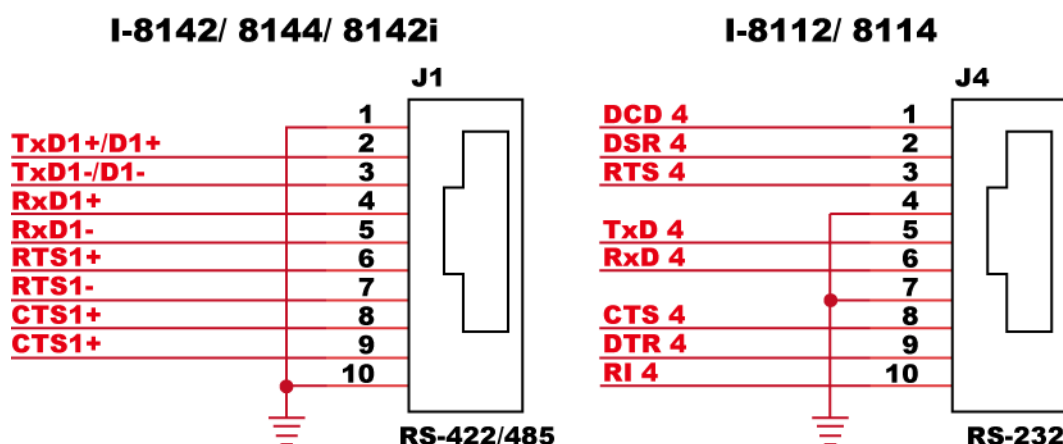 I-8142/ 8144/ 8142i
J1
1
TxD1+/D1+ 2
TxD1-/D1- 3
RxD1+ 4
RxD1- 5
RTS1+ 6
RTS1- 7
CTS1+ 8
CTS1+ 9
10
RS-422/485
I-8112/ 8114
J4
DCD 4 1
DSR 4 2
RTS 4 3
4
TxD 4 5
RxD 4 6
7
CTS 4 8
DTR 4 9
RI 4 10
RS-232